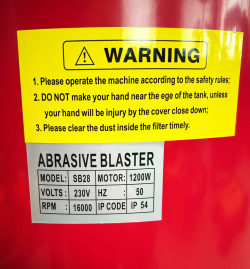 WARNING
1. Please operate the machine according to the safety rules;
2. DO NOT make your hand near the ege of the tank, unless
your hand will be injury by the cover close down;
3. Please clear the dust inside the filter timely.
ABRASIVE BLASTER
MODEL: SB28 MOTOR: 1200W
VOLTS: 230V HZ : 50
RPM : 16000 IP CODE IP 54